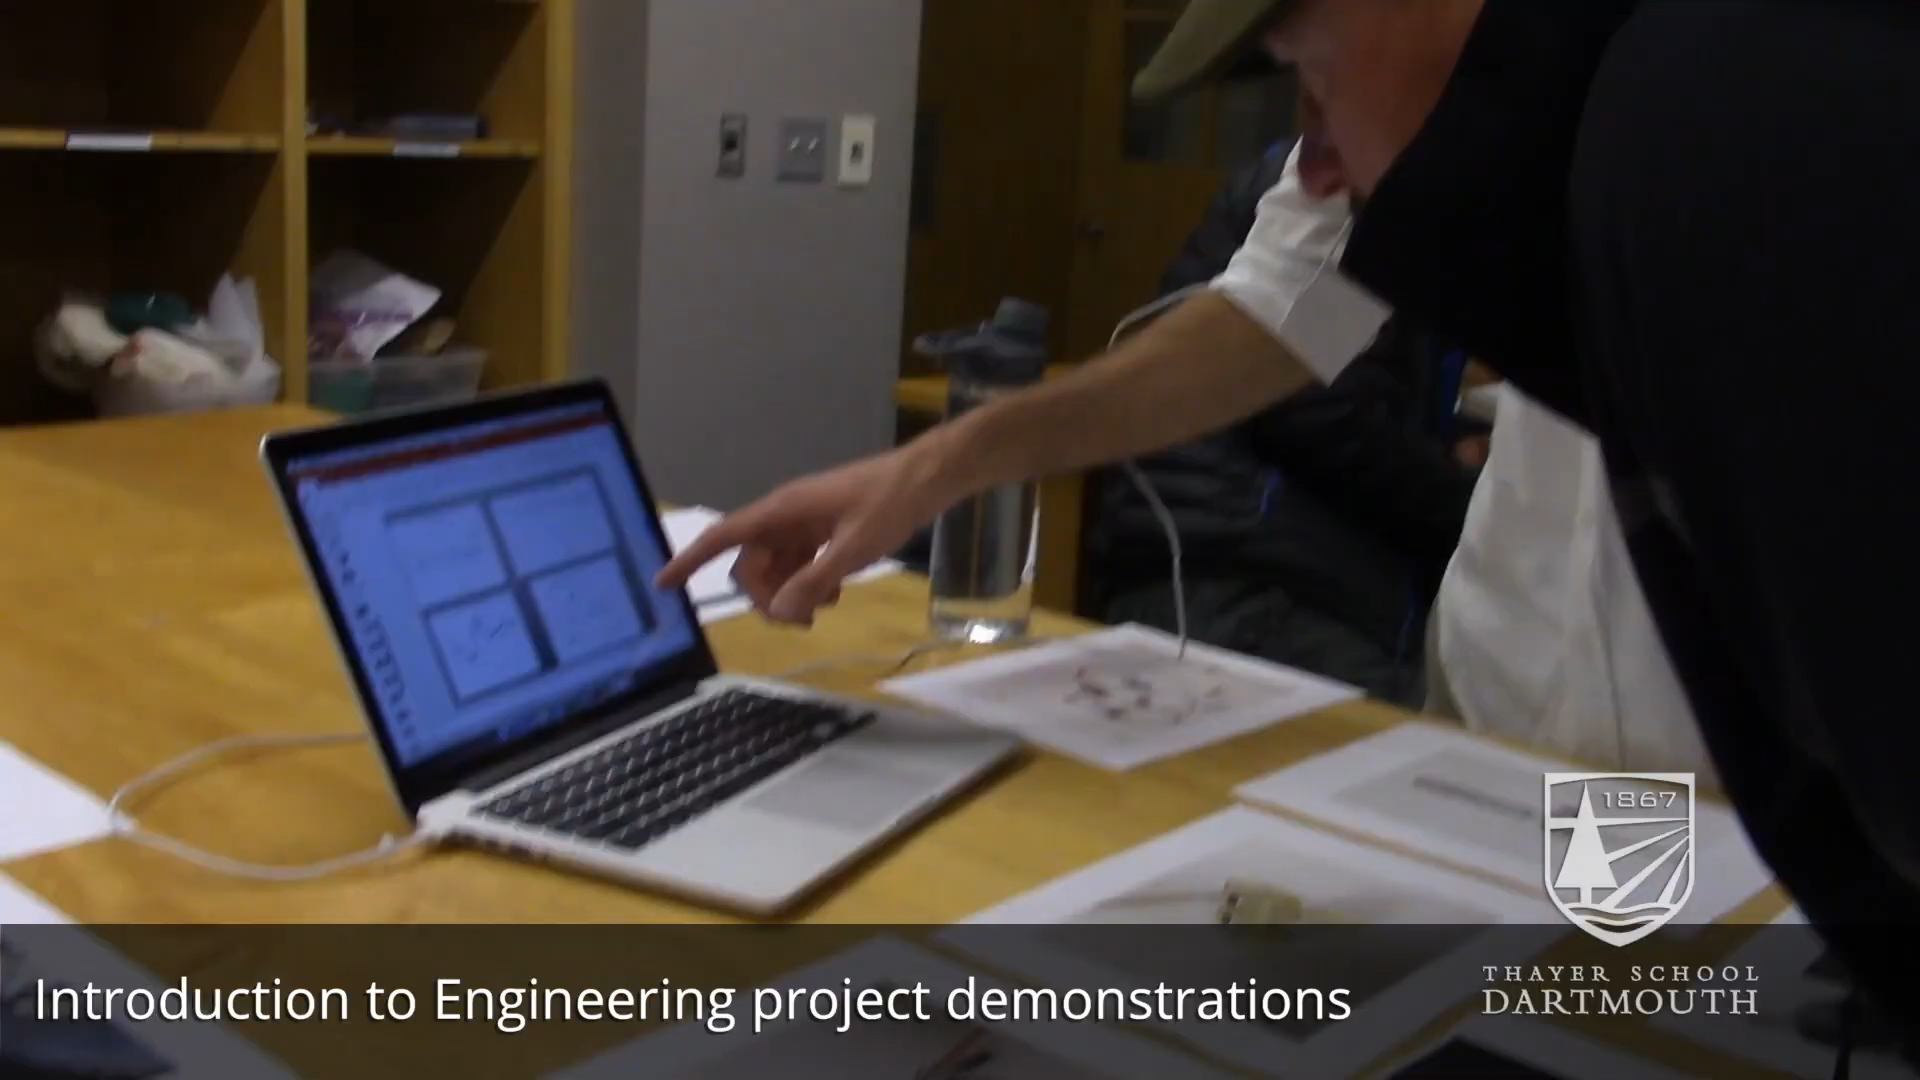 1867
Introduction to Engineering project demonstrations
THAYER SCHOOL
DARTMOUTH